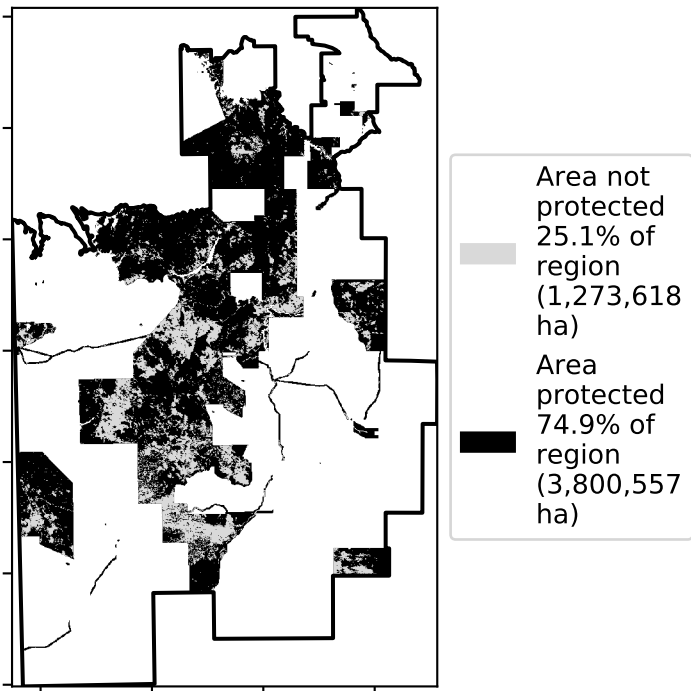 Area not
protected
25.1% of
region
(1,273,618
ha)
Area
protected
74.9% of
region
(3,800,557
ha)